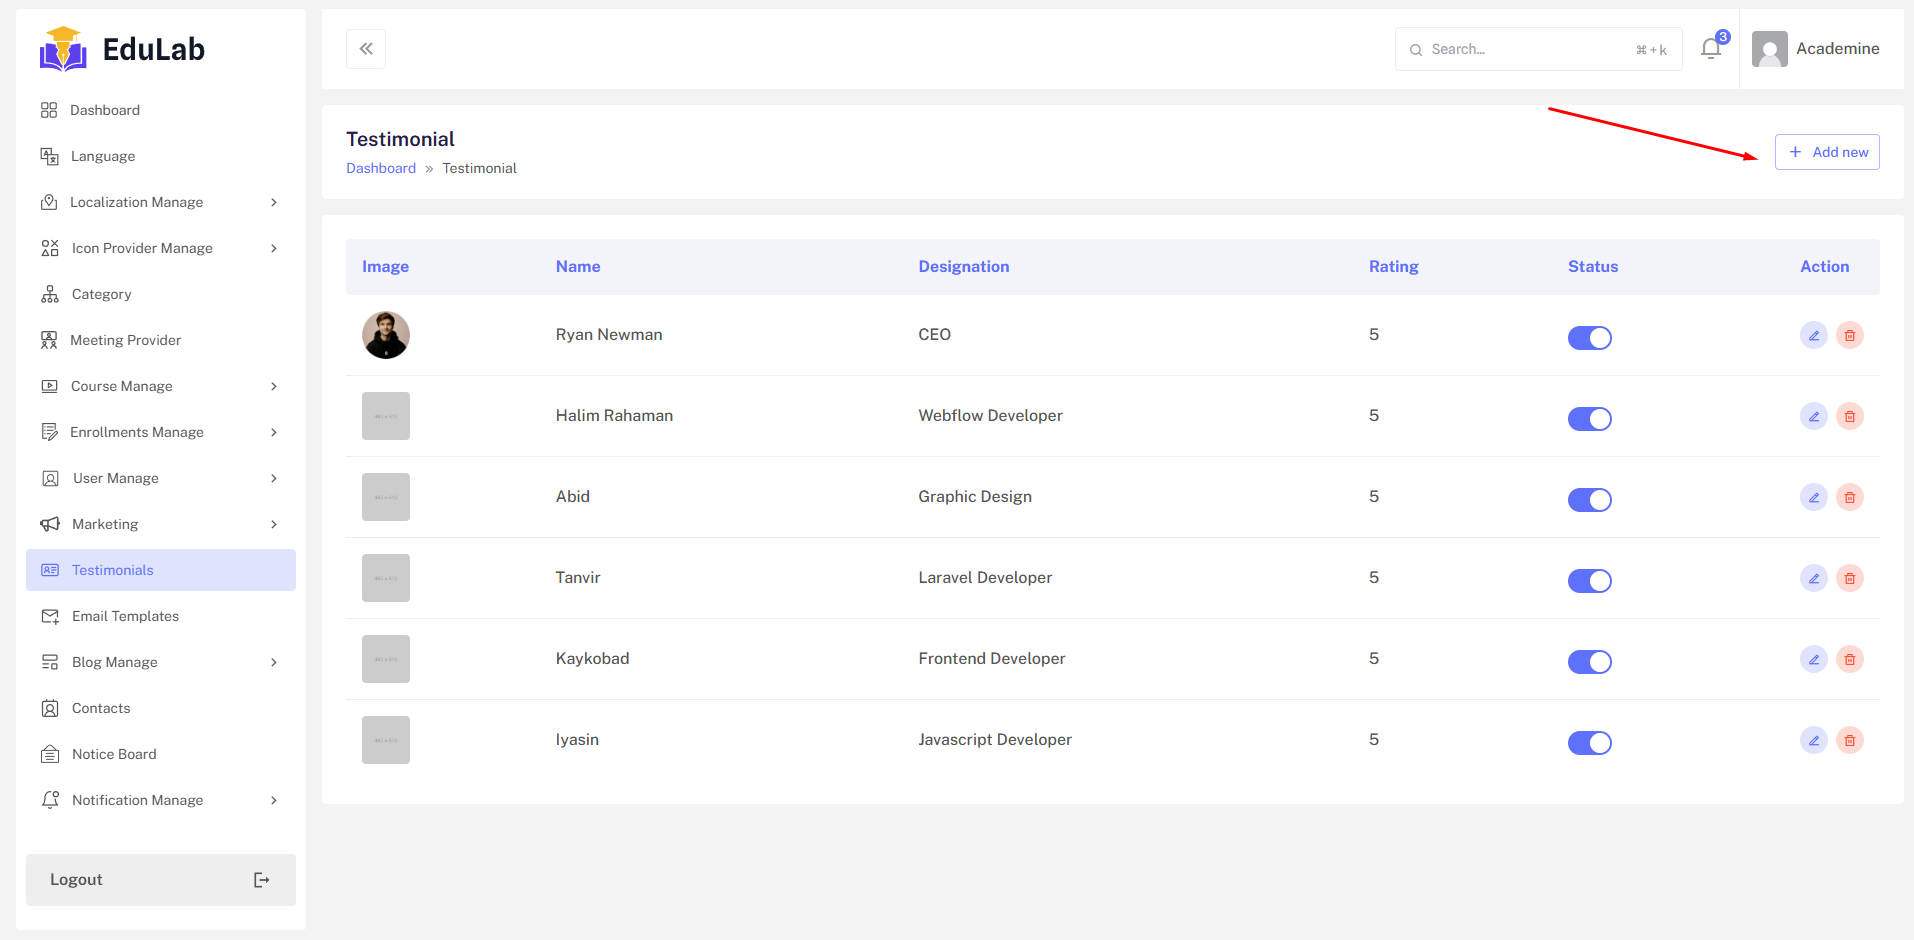 EduLab
Search...
⌘+k
3
Academine
Dashboard
Language
Localization Manage
Icon Provider Manage
Category
Meeting Provider
Course Manage
Enrollments Manage
User Manage
Marketing
Testimonials
Email Templates
Blog Manage
Contacts
Notice Board
Notification Manage
Logout
Testimonial
Dashboard » Testimonial
+ Add new
Image Name Designation Rating Status Action
Ryan Newman CEO 5
Halim Rahaman Webflow Developer 5
Abid Graphic Design 5
Tanvir Laravel Developer 5
Kaykobad Frontend Developer 5
Iyasin Javascript Developer 5